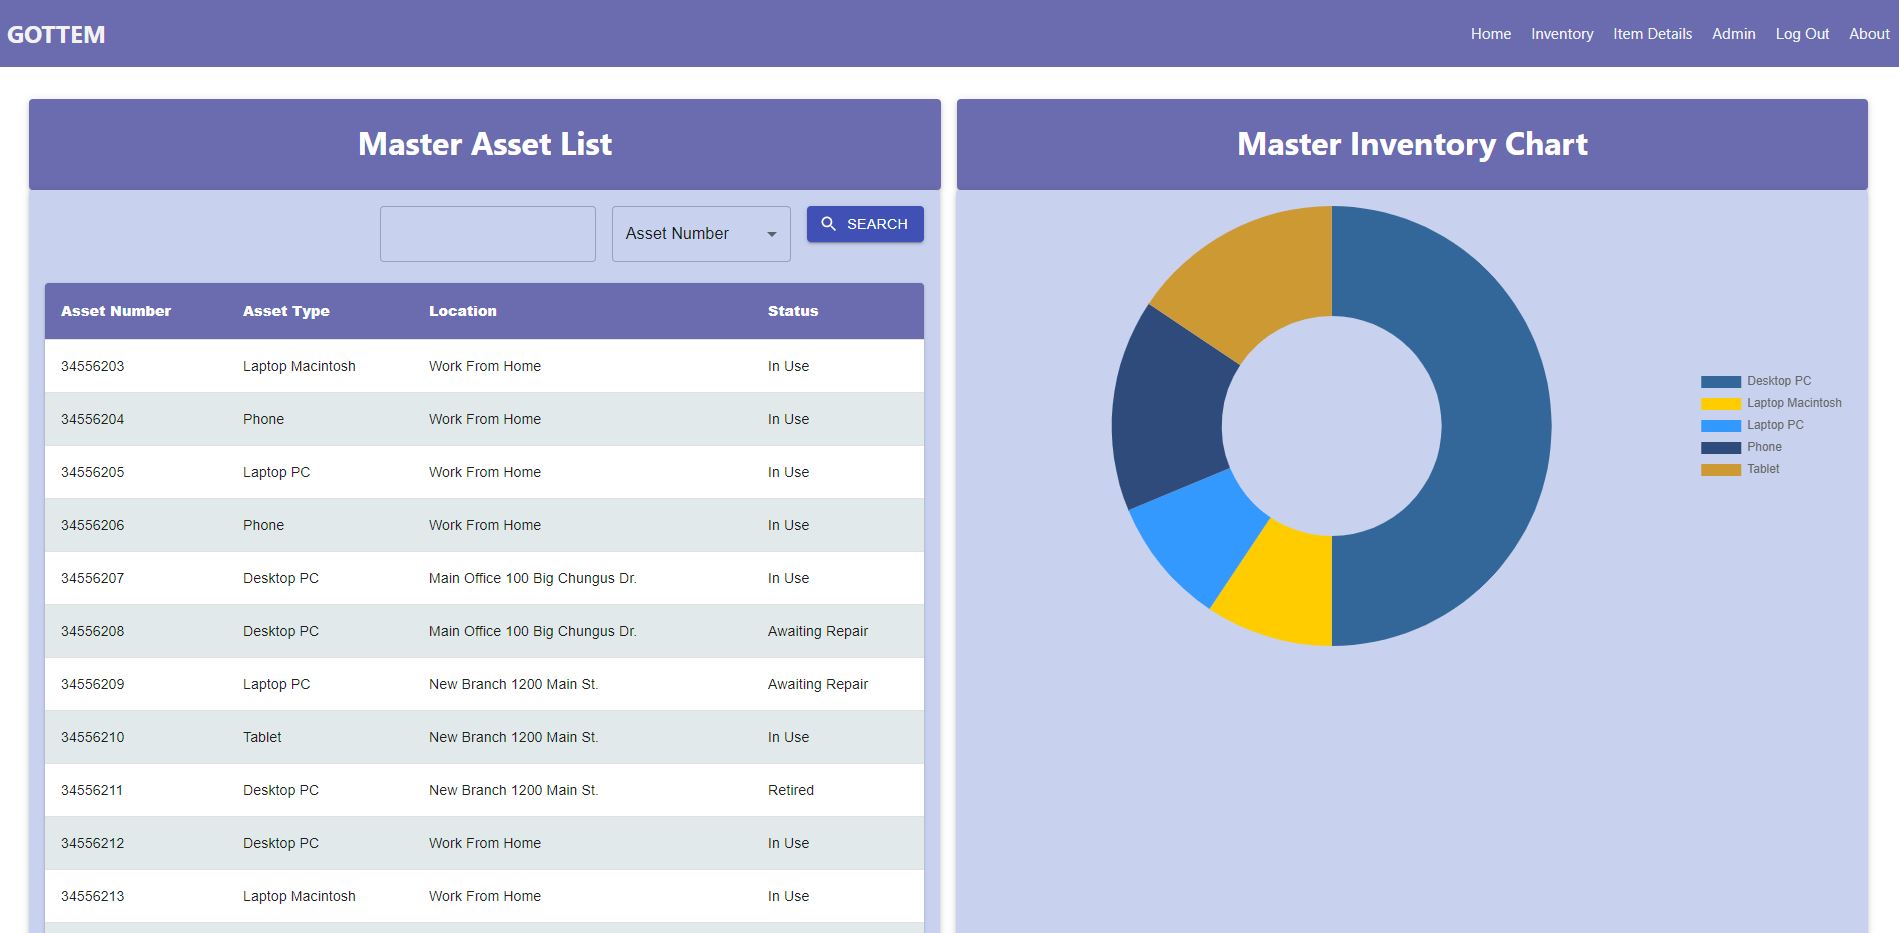 GOTTEM
Home Inventory Item Details Admin Log Out About
Master Asset List
Asset Number SEARCH
Asset Number Asset Type Location Status
34556203 Laptop Macintosh Work From Home In Use
34556204 Phone Work From Home In Use
34556205 Laptop PC Work From Home In Use
34556206 Phone Work From Home In Use
34556207 Desktop PC Main Office 100 Big Chungus Dr. In Use
34556208 Desktop PC Main Office 100 Big Chungus Dr. Awaiting Repair
34556209 Laptop PC New Branch 1200 Main St. Awaiting Repair
34556210 Tablet New Branch 1200 Main St. In Use
34556211 Desktop PC New Branch 1200 Main St. Retired
34556212 Desktop PC Work From Home In Use
34556213 Laptop Macintosh Work From Home In Use
Master Inventory Chart
Desktop PC
Laptop Macintosh
Laptop PC
Phone
Tablet